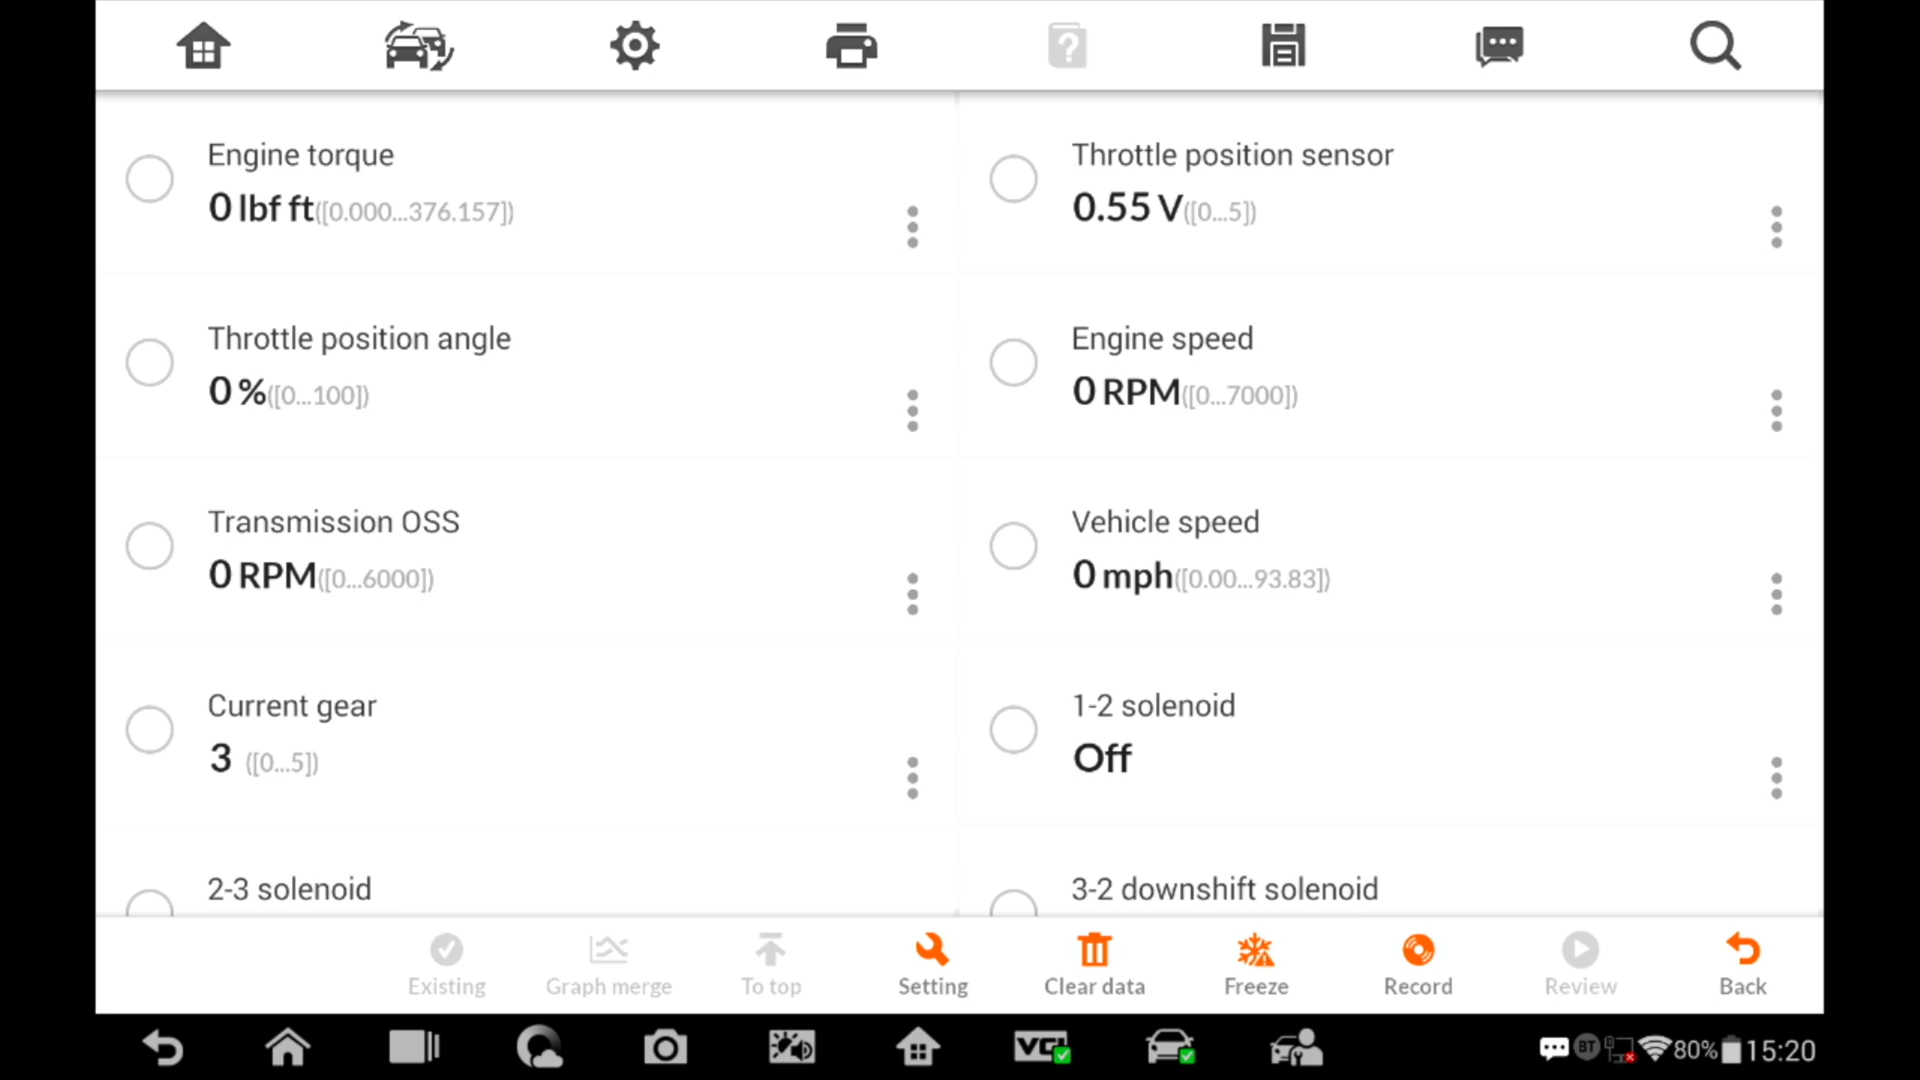 ?
Engine torque
0 lbf ft([0.000...376.157])
Throttle position sensor
0.55 V([0...5])
Throttle position angle
0 %([0...100])
Engine speed
0 RPM([0...7000])
Transmission OSS
0 RPM([0...6000])
Vehicle speed
0 mph([0.00...93.83])
Current gear
3 ([0...5])
1-2 solenoid
Off
2-3 solenoid
3-2 downshift solenoid
Existing
Graph merge
To top
Setting
Clear data
Freeze
Record
Review
Back
VCI
BT
80%
15:20